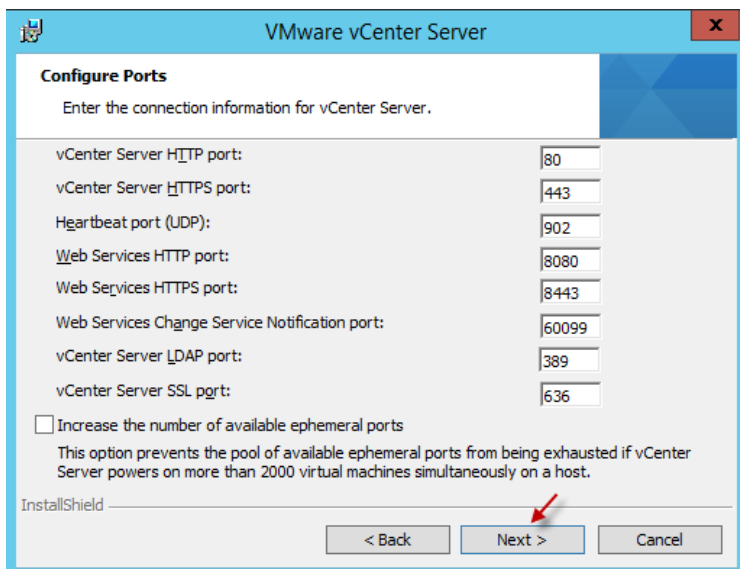 VMware vCenter Server
x
Configure Ports
Enter the connection information for vCenter Server.
vCenter Server HTTP port: 80
vCenter Server HTTPS port: 443
Heartbeat port (UDP): 902
Web Services HTTP port: 8080
Web Services HTTPS port: 8443
Web Services Change Service Notification port: 60099
vCenter Server LDAP port: 389
vCenter Server SSL port: 636
Increase the number of available ephemeral ports
This option prevents the pool of available ephemeral ports from being exhausted if vCenter
Server powers on more than 2000 virtual machines simultaneously on a host.
InstallShield
< Back Next > Cancel